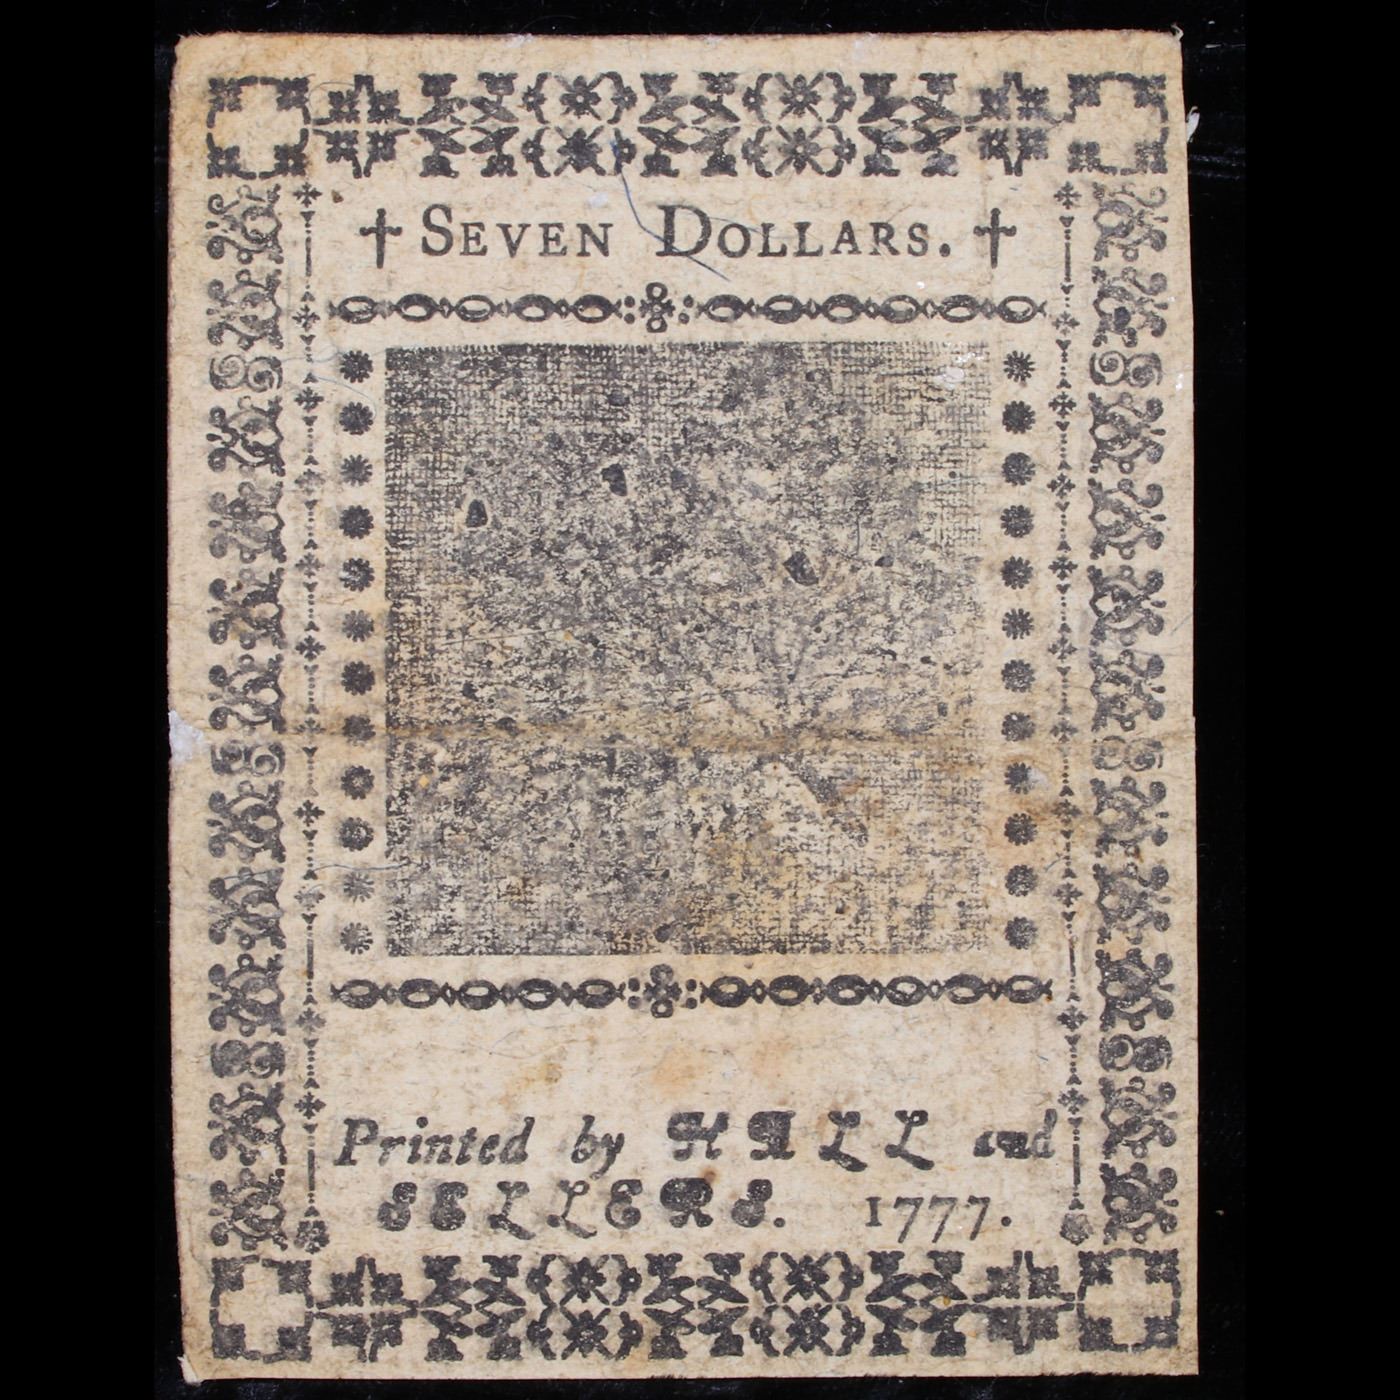 † SEVEN DOLLARS. †
Printed by HALL and
SELLERS. 1777.